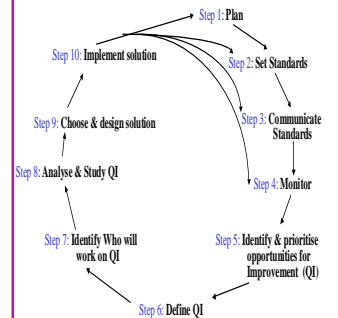 Step 1: Plan
Step 2: Set Standards
Step 3: Communicate
Standards
Step 4: Monitor
Step 5: Identify & prioritise
opportunities for
Improvement (QI)
Step 6: Define QI
Step 7: Identify Who will
work on QI
Step 8: Analyse & Study QI
Step 9: Choose & design solution
Step 10: Implement solution